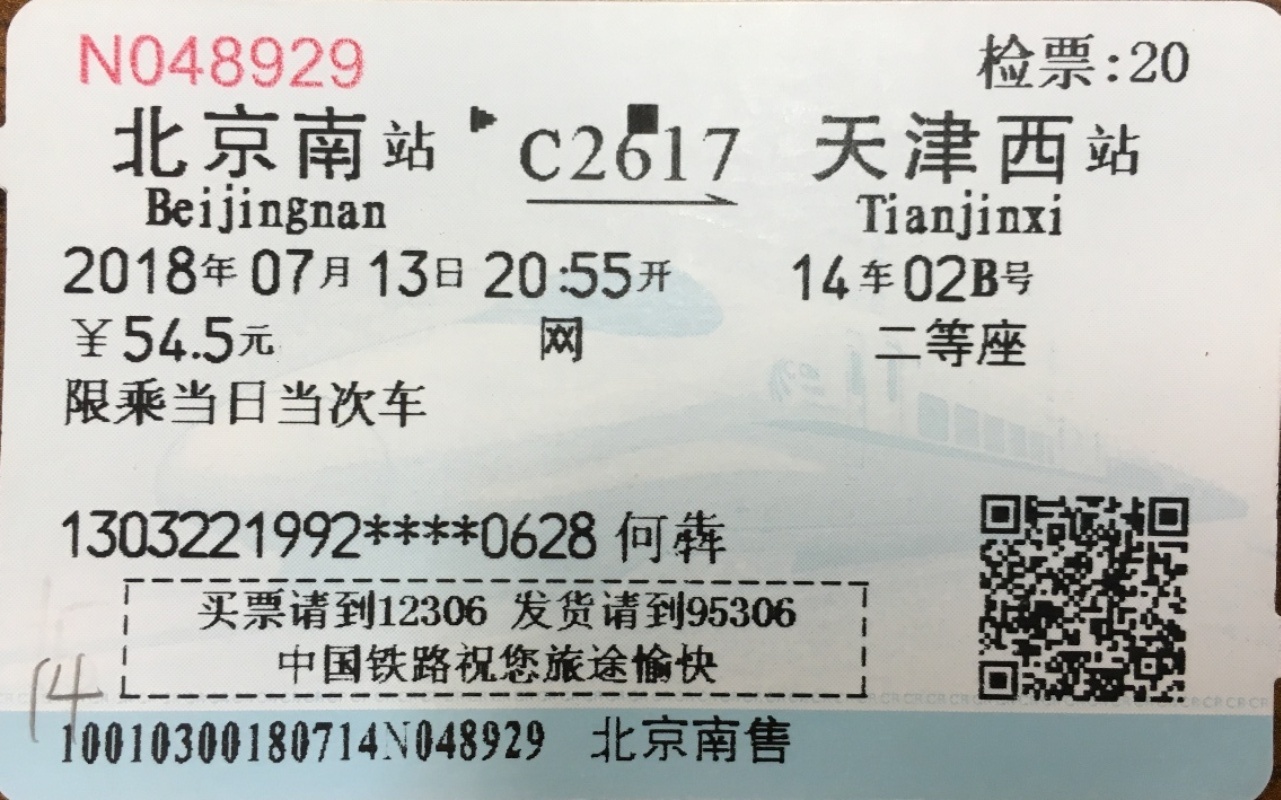 N048929 检票:20
北京南站 C2617 天津西站
Beijingnan Tianjinxi
2018年07月13日 20:55开 14车02B号
￥54.5元 网 二等座
限乘当日当次车
1303221992****0628 何犇
买票请到12306 发货请到95306
中国铁路祝您旅途愉快
14
10010300180714N048929 北京南售